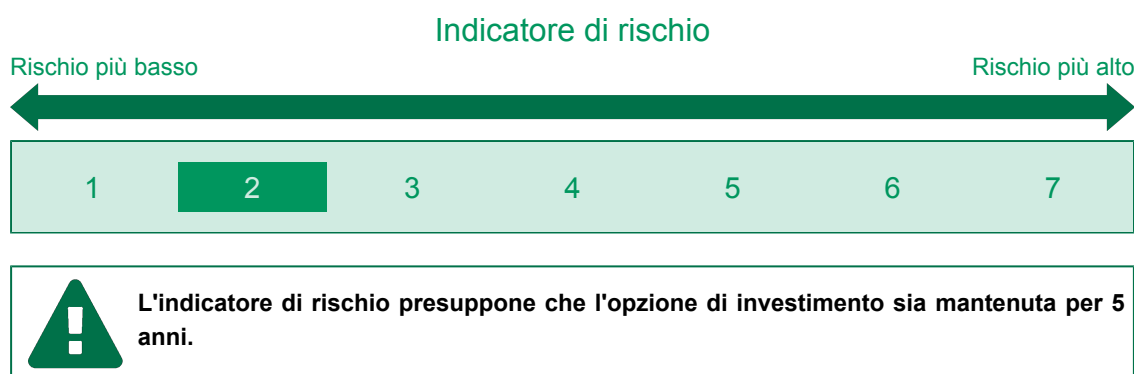 Indicatore di rischio
Rischio più basso Rischio più alto
1 2 3 4 5 6 7
L'indicatore di rischio presuppone che l'opzione di investimento sia mantenuta per 5
anni.